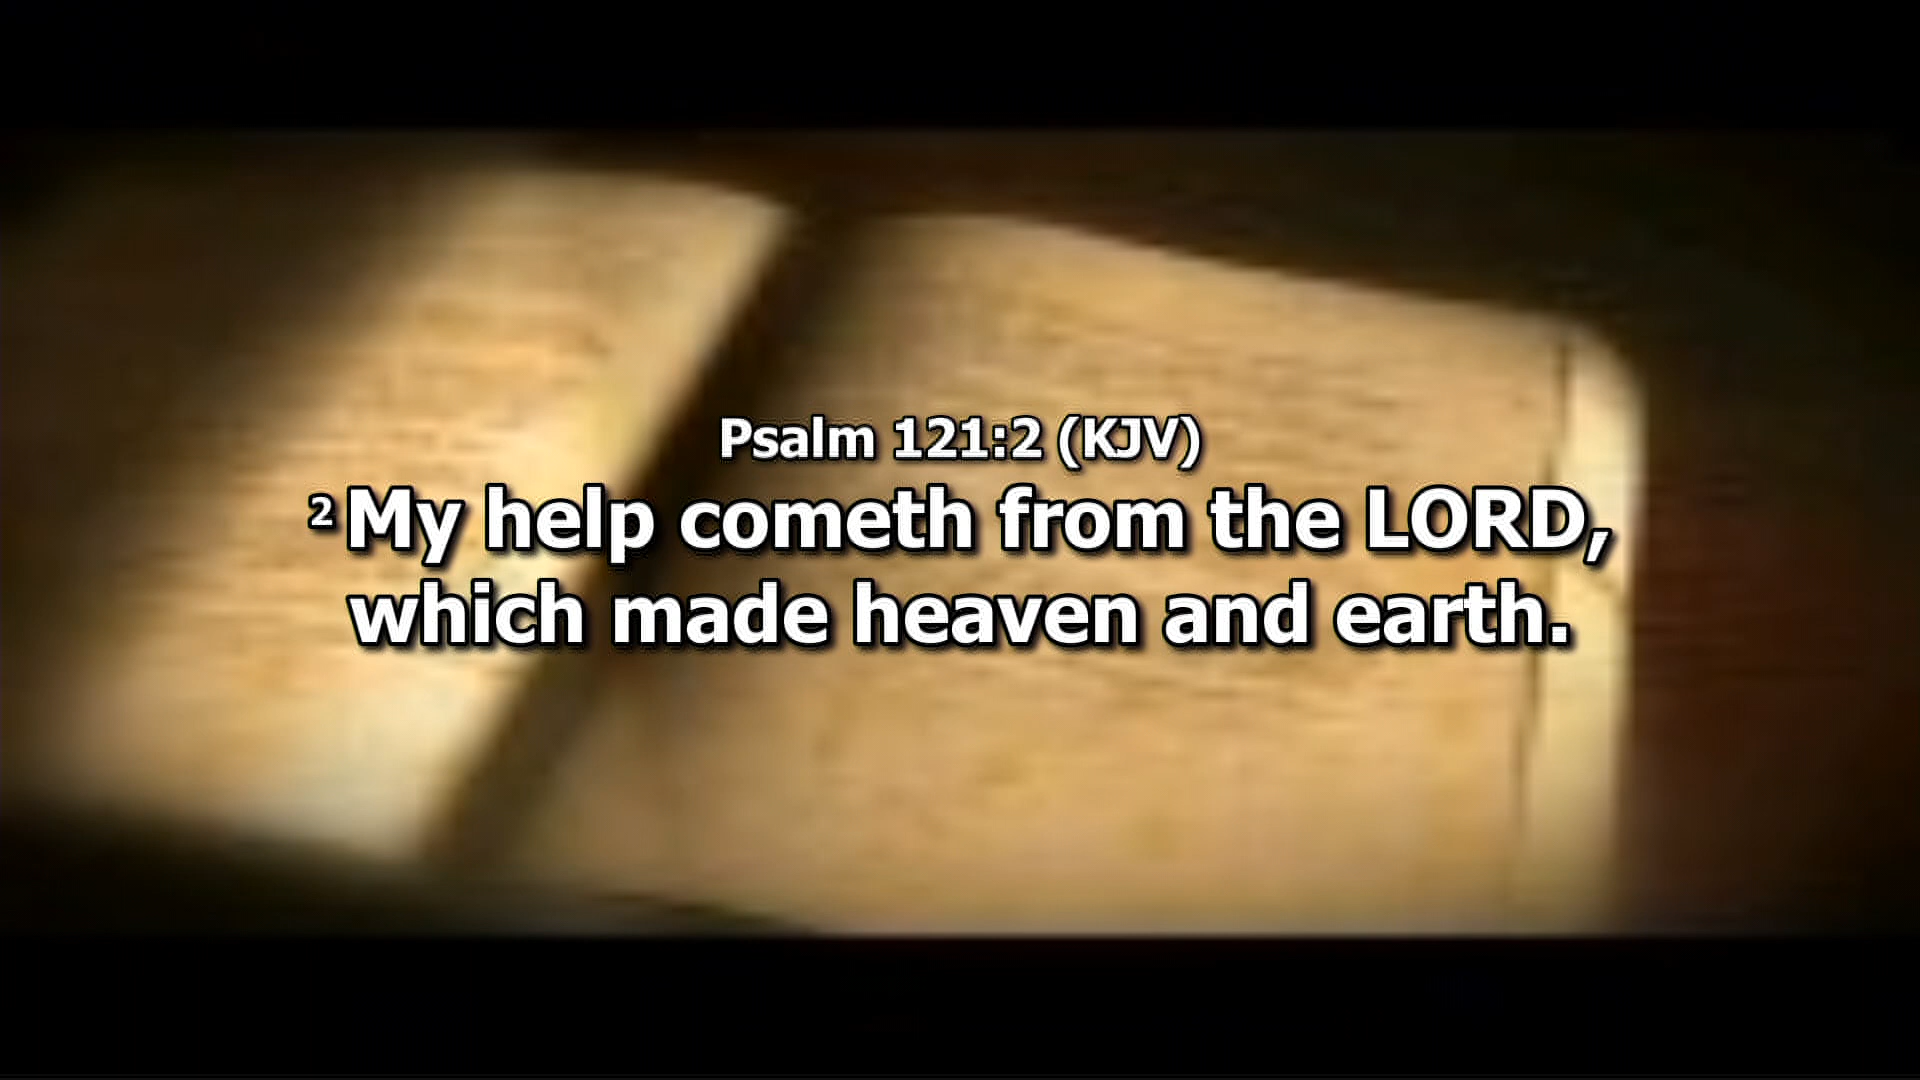 Psalm 121:2 (KJV)
2 My help cometh from the LORD,
which made heaven and earth.